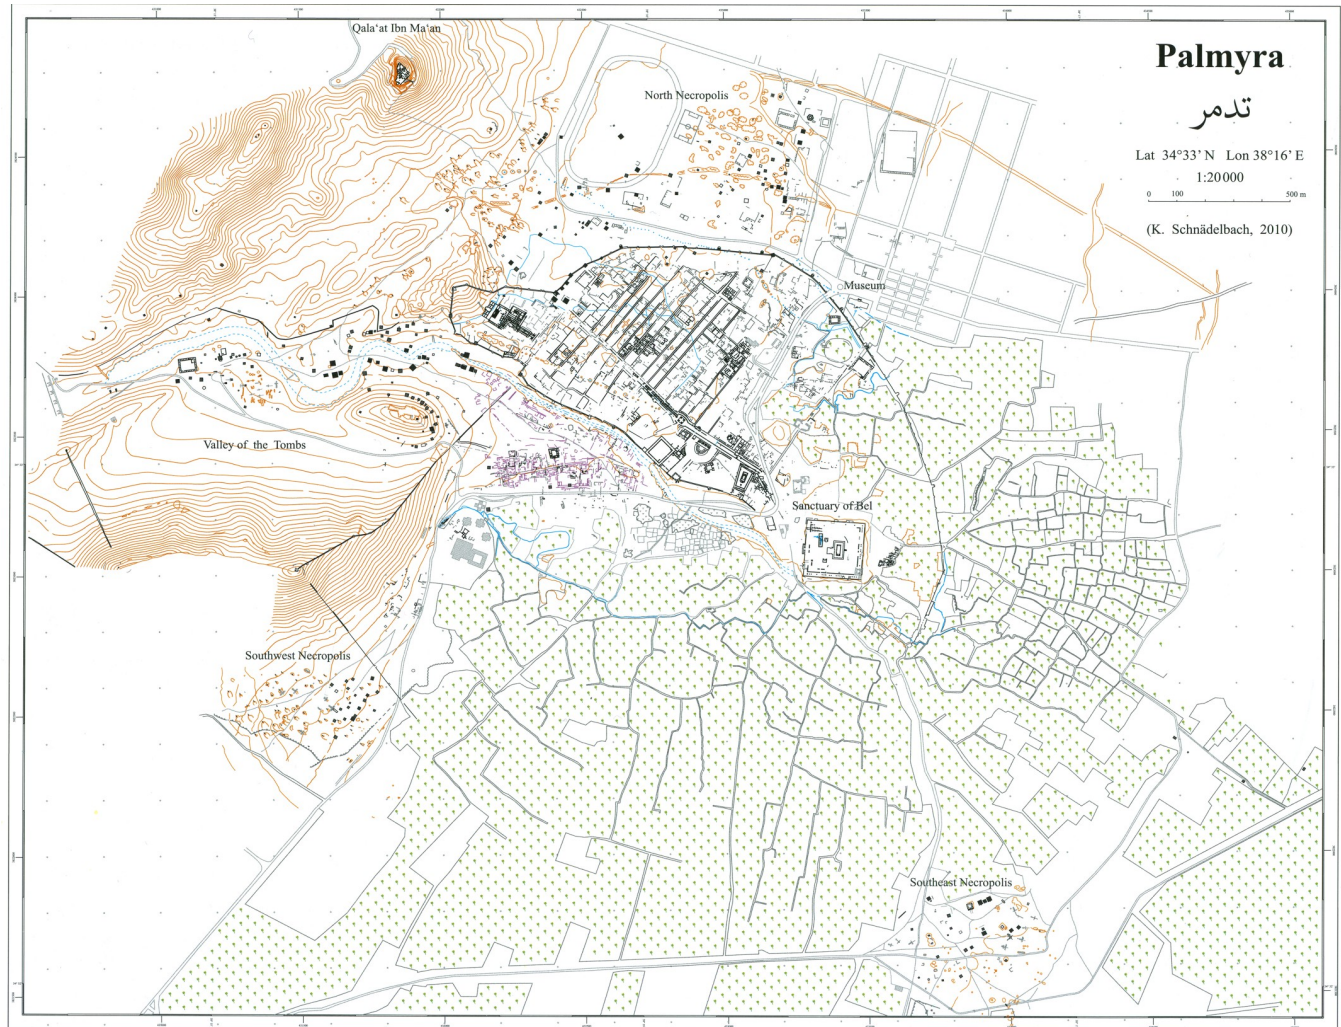 Qala‘at Ibn Ma‘an
Palmyra
تدمر
North Necropolis
Lat 34°33’ N Lon 38°16’ E
1:20000
0 100 500 m
(K. Schnädelbach, 2010)
Museum
Valley of the Tombs
Sanctuary of Bel
Southwest Necropolis
Southeast Necropolis